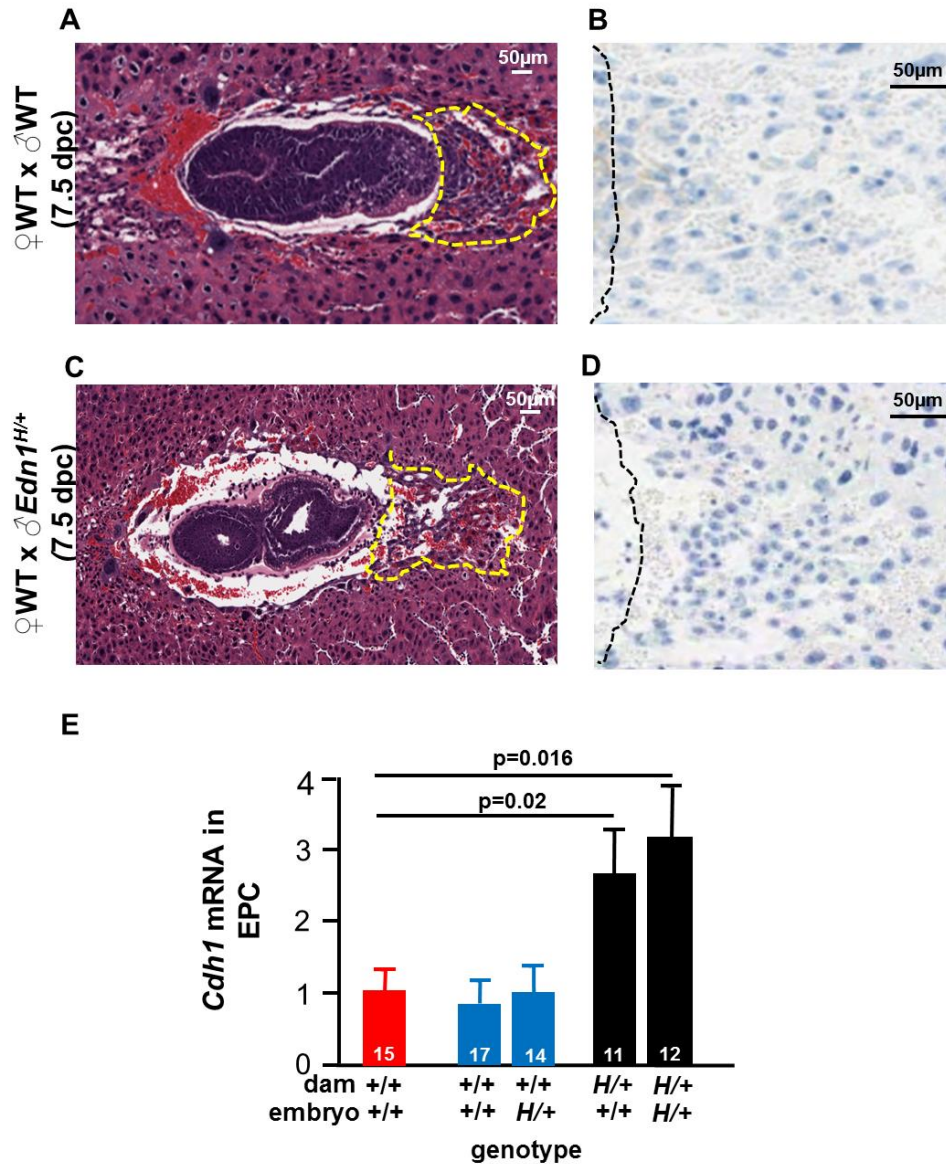 A
B
♀WT x ♂WT
(7.5 dpc)
50µm
50µm
C
D
♀WT x ♂Edn1H/+
(7.5 dpc)
50µm
50µm
E
p=0.016
p=0.02
Cdh1 mRNA in
EPC
4
3
2
1
0
15 17 14 11 12
dam +/+ +/+ +/+ H/+ H/+
embryo +/+ +/+ H/+ +/+ H/+
genotype